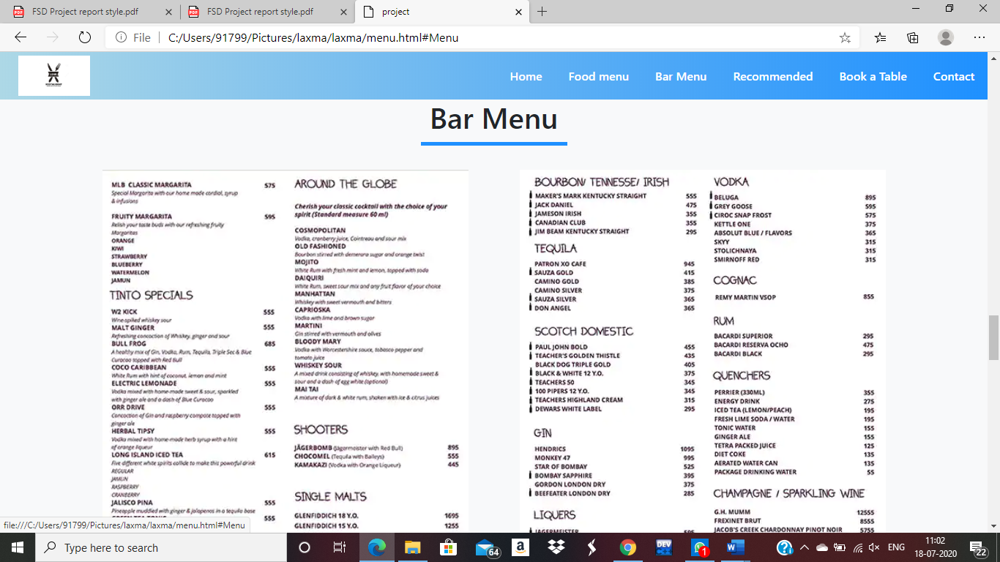 FSD Project report style.pdf
FSD Project report style.pdf
project
File
C:/Users/91799/Pictures/laxma/laxma/menu.html#Menu
RESTAURANT
Home
Food menu
Bar Menu
Recommended
Book a Table
Contact
Bar Menu
MLB CLASSIC MARGARITA 575
Special Margarita with our home made cordial, syrup
& infusions
FRUITY MARGARITA 595
Relish your taste buds with our refreshing fruity
Margaritas
ORANGE
KIWI
STRAWBERRY
BLUEBERRY
WATERMELON
JAMUN
TINTO SPECIALS
W2 KICK 555
Wine-spiked whiskey sour
MALT GINGER 555
Refreshing concoction of Whiskey, ginger and sour
BULL FROG 685
A healthy mix of Gin, Vodka, Rum, Tequila, Triple Sec & Blue
Curacao topped with Red Bull
COCO CARIBBEAN 555
White Rum with hint of coconut, lemon and mint
ELECTRIC LEMONADE 555
Vodka mixed with home-made sweet & sour, sparkled
with ginger ale and a dash of Blue Curacao
ORR DRIVE 555
Concoction of Gin and raspberry compote topped with
ginger ale
HERBAL TIPSY 555
Vodka mixed with home-made herb syrup with a hint
of orange liqueur
LONG ISLAND ICED TEA 615
Five different white spirits collide to make this powerful drink
REGULAR
JAMUN
RASPBERRY
CRANBERRY
JALISCO PINA 555
Pineapple muddled with ginger & jalapenos in a tequila base
555
AROUND THE GLOBE
Cherish your classic cocktail with the choice of your
spirit (Standard measure 60 ml)
COSMOPOLITAN
Vodka, cranberry juice, Cointreau and sour mix
OLD FASHIONED
Bourbon stirred with demerara sugar and orange twist
MOJITO
White Rum with fresh mint and lemon, topped with soda
DAIQUIRI
White Rum, sweet sour mix and any fruit flavor of your choice
MANHATTAN
Whiskey with sweet vermouth and bitters
CAPRIOSKA
Vodka with lime and brown sugar
MARTINI
Gin stirred with vermouth and olives
BLOODY MARY
Vodka with Worcestershire sauce, tobasco pepper and
tomato juice
WHISKEY SOUR
A mixed drink consisting of whiskey, with homemade sweet &
sour and a dash of egg white (optional)
MAI TAI
A mixture of dark & white rum, shaken with ice & citrus juices
SHOOTERS
JÄGERBOMB (Jägermeister with Red Bull) 895
CHOCOMEL (Tequila with Baileys) 555
KAMAKAZI (Vodka with Orange Liqueur) 445
SINGLE MALTS
GLENFIDDICH 18 Y.O. 1695
GLENFIDDICH 15 Y.O. 1255
BOURBON/ TENNESSE/ IRISH
MAKER'S MARK KENTUCKY STRAIGHT 555
JACK DANIEL 475
JAMESON IRISH 355
CANADIAN CLUB 355
JIM BEAM KENTUCKY STRAIGHT 295
TEQUILA
PATRON XO CAFE 945
SAUZA GOLD 415
CAMINO GOLD 385
CAMINO SILVER 375
SAUZA SILVER 365
DON ANGEL 365
SCOTCH DOMESTIC
PAUL JOHN BOLD 455
TEACHER'S GOLDEN THISTLE 435
BLACK DOG TRIPLE GOLD 405
BLACK & WHITE 12 Y.O. 375
TEACHERS 50 345
100 PIPERS 12 Y.O. 345
TEACHERS HIGHLAND CREAM 315
DEWARS WHITE LABEL 295
GIN
HENDRICS 1095
MONKEY 47 995
STAR OF BOMBAY 525
BOMBAY SAPPHIRE 395
GORDON LONDON DRY 375
BEEFEATER LONDON DRY 285
LIQUERS
JAGERMEISTER 595
VODKA
BELUGA 895
GREY GOOSE 595
CIROC SNAP FROST 575
KETTLE ONE 375
ABSOLUT BLUE / FLAVORS 365
SKYY 315
STOLICHNAYA 315
SMIRNOFF RED 315
COGNAC
REMY MARTIN VSOP 855
RUM
BACARDI SUPERIOR 295
BACARDI RESERVA OCHO 475
BACARDI BLACK 295
QUENCHERS
PERRIER (330ML) 355
ENERGY DRINK 275
ICED TEA (LEMON/PEACH) 195
FRESH LIME SODA / WATER 195
TONIC WATER 155
GINGER ALE 155
TETRA PACKED JUICE 125
DIET COKE 135
AERATED WATER CAN 135
PACKAGE DRINKING WATER 55
CHAMPAGNE / SPARKLING WINE
G.H. MUMM 12555
FREXINET BRUT 8555
JACOB'S CREEK CHARDONNAY PINOT NOIR 5755
file:///C:/Users/91799/Pictures/laxma/laxma/menu.html#Menu
Type here to search
64
DEV
1
ENG
11:02
18-07-2020
22